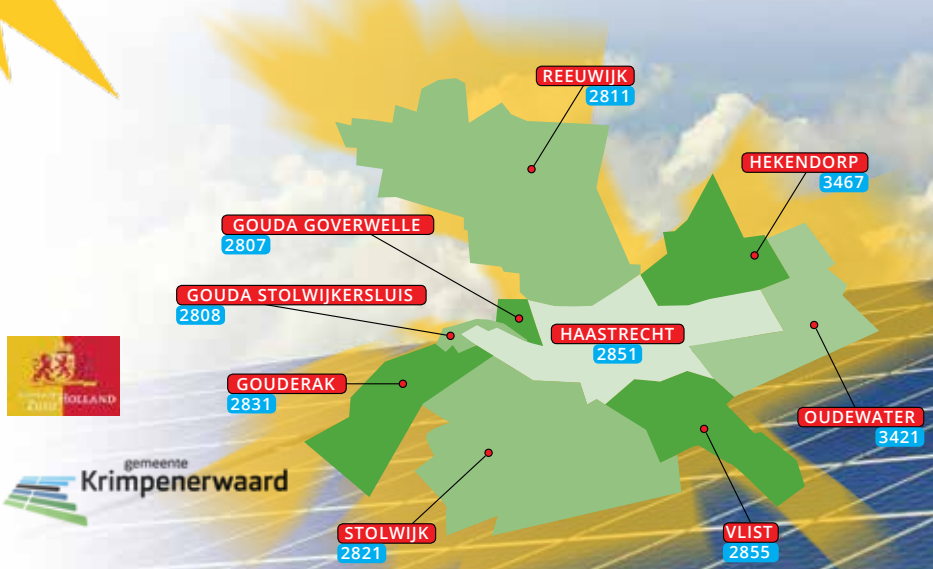 REEUWIJK
2811
HEKENDORP
3467
GOUDA GOVERWELLE
2807
GOUDA STOLWIJKERSLUIS
2808
HAASTRECHT
2851
HOLLAND
GOUDERAK
2831
OUDEWATER
3421
gemeente
Krimpenerwaard
STOLWIJK
2821
VLIST
2855